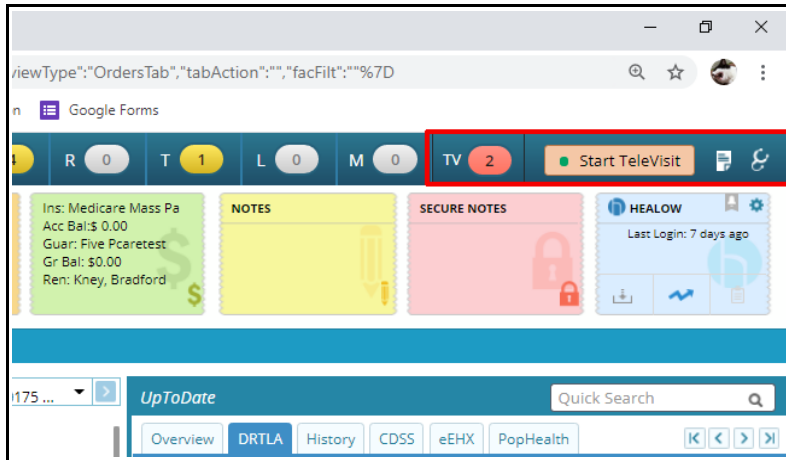 viewType":"OrdersTab","tabAction":"","facFilt":""%7D
n Google Forms
4 R 0 T 1 L 0 M 0 TV 2 Start TeleVisit
Ins: Medicare Mass Pa
Acc Bal:$ 0.00
Guar: Five Pcaretest
Gr Bal: $0.00
Ren: Kney, Bradford
$
$
NOTES
SECURE NOTES
h HEALOW
Last Login: 7 days ago
h
0175 ...
UpToDate
Quick Search
Overview DRTLA History CDSS eEHX PopHealth